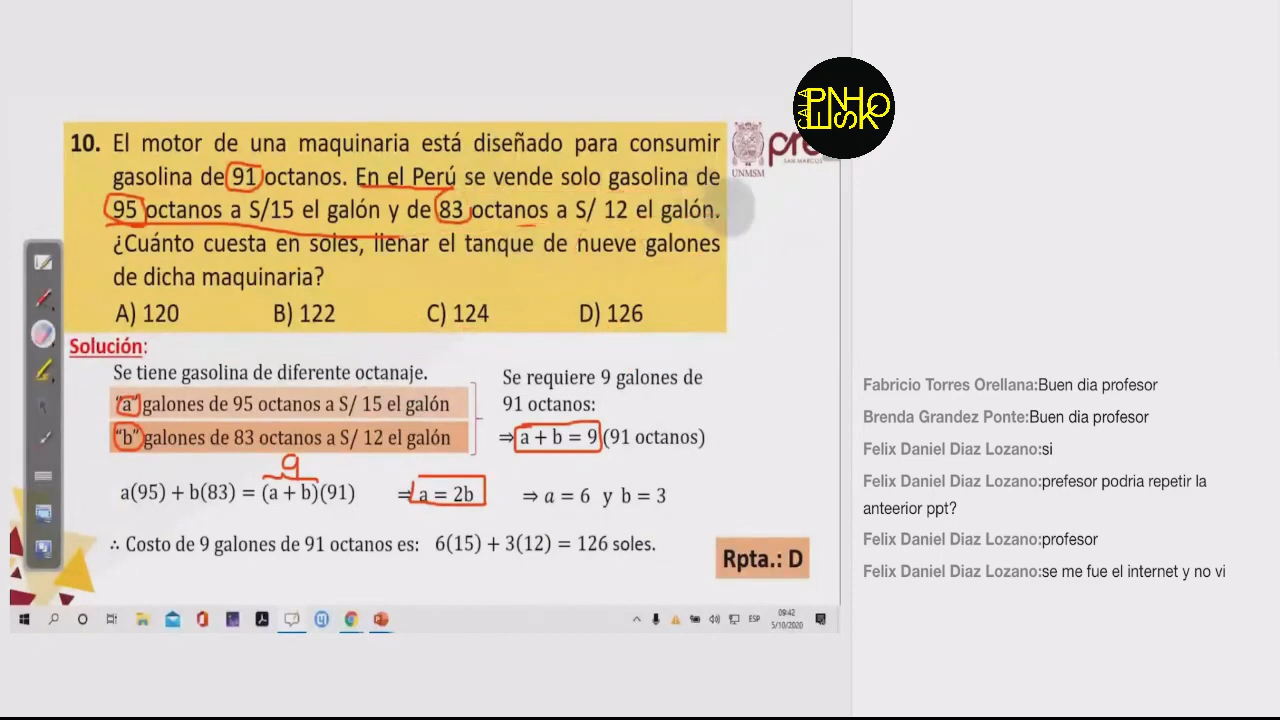 CALA
PENHO
ESK
10. El motor de una maquinaria está diseñado para consumir
gasolina de 91 octanos. En el Perú se vende solo gasolina de
95 octanos a S/15 el galón y de 83 octanos a S/ 12 el galón.
¿Cuánto cuesta en soles, llenar el tanque de nueve galones
de dicha maquinaria?
A) 120 B) 122 C) 124 D) 126
UNMSM
SAN MARCOS
Solución:
Se tiene gasolina de diferente octanaje.
"a" galones de 95 octanos a S/ 15 el galón
"b" galones de 83 octanos a S/ 12 el galón
Se requiere 9 galones de
91 octanos:
⇒ a + b = 9 (91 octanos)
9
a(95) + b(83) = (a + b)(91) ⇒ a = 2b ⇒ a = 6 y b = 3
∴ Costo de 9 galones de 91 octanos es: 6(15) + 3(12) = 126 soles.
Rpta.: D
ESP
09:42
5/10/2020
Fabricio Torres Orellana:Buen dia profesor
Brenda Grandez Ponte:Buen dia profesor
Felix Daniel Diaz Lozano:si
Felix Daniel Diaz Lozano:prefesor podria repetir la
anteerior ppt?
Felix Daniel Diaz Lozano:profesor
Felix Daniel Diaz Lozano:se me fue el internet y no vi